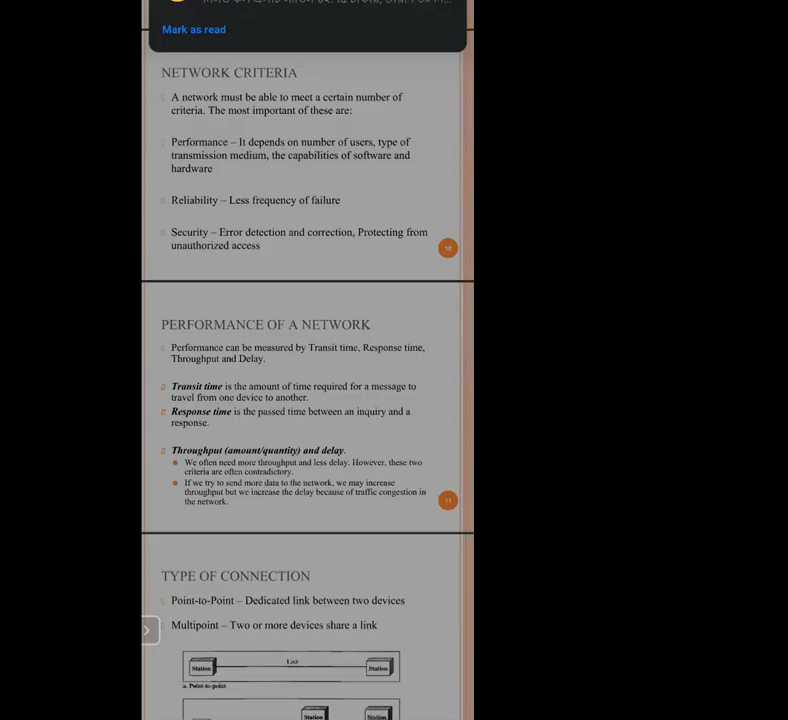 Mark as read
NETWORK CRITERIA
A network must be able to meet a certain number of
criteria. The most important of these are:
Performance – It depends on number of users, type of
transmission medium, the capabilities of software and
hardware
Reliability – Less frequency of failure
Security – Error detection and correction, Protecting from
unauthorized access
10
PERFORMANCE OF A NETWORK
Performance can be measured by Transit time, Response time,
Throughput and Delay.
Transit time is the amount of time required for a message to
travel from one device to another.
Response time is the passed time between an inquiry and a
response.
Throughput (amount/quantity) and delay.
We often need more throughput and less delay. However, these two
criteria are often contradictory.
If we try to send more data to the network, we may increase
throughput but we increase the delay because of traffic congestion in
the network.
11
TYPE OF CONNECTION
Point-to-Point – Dedicated link between two devices
Multipoint – Two or more devices share a link
Link
Station Station
a. Point-to-point
Station Station